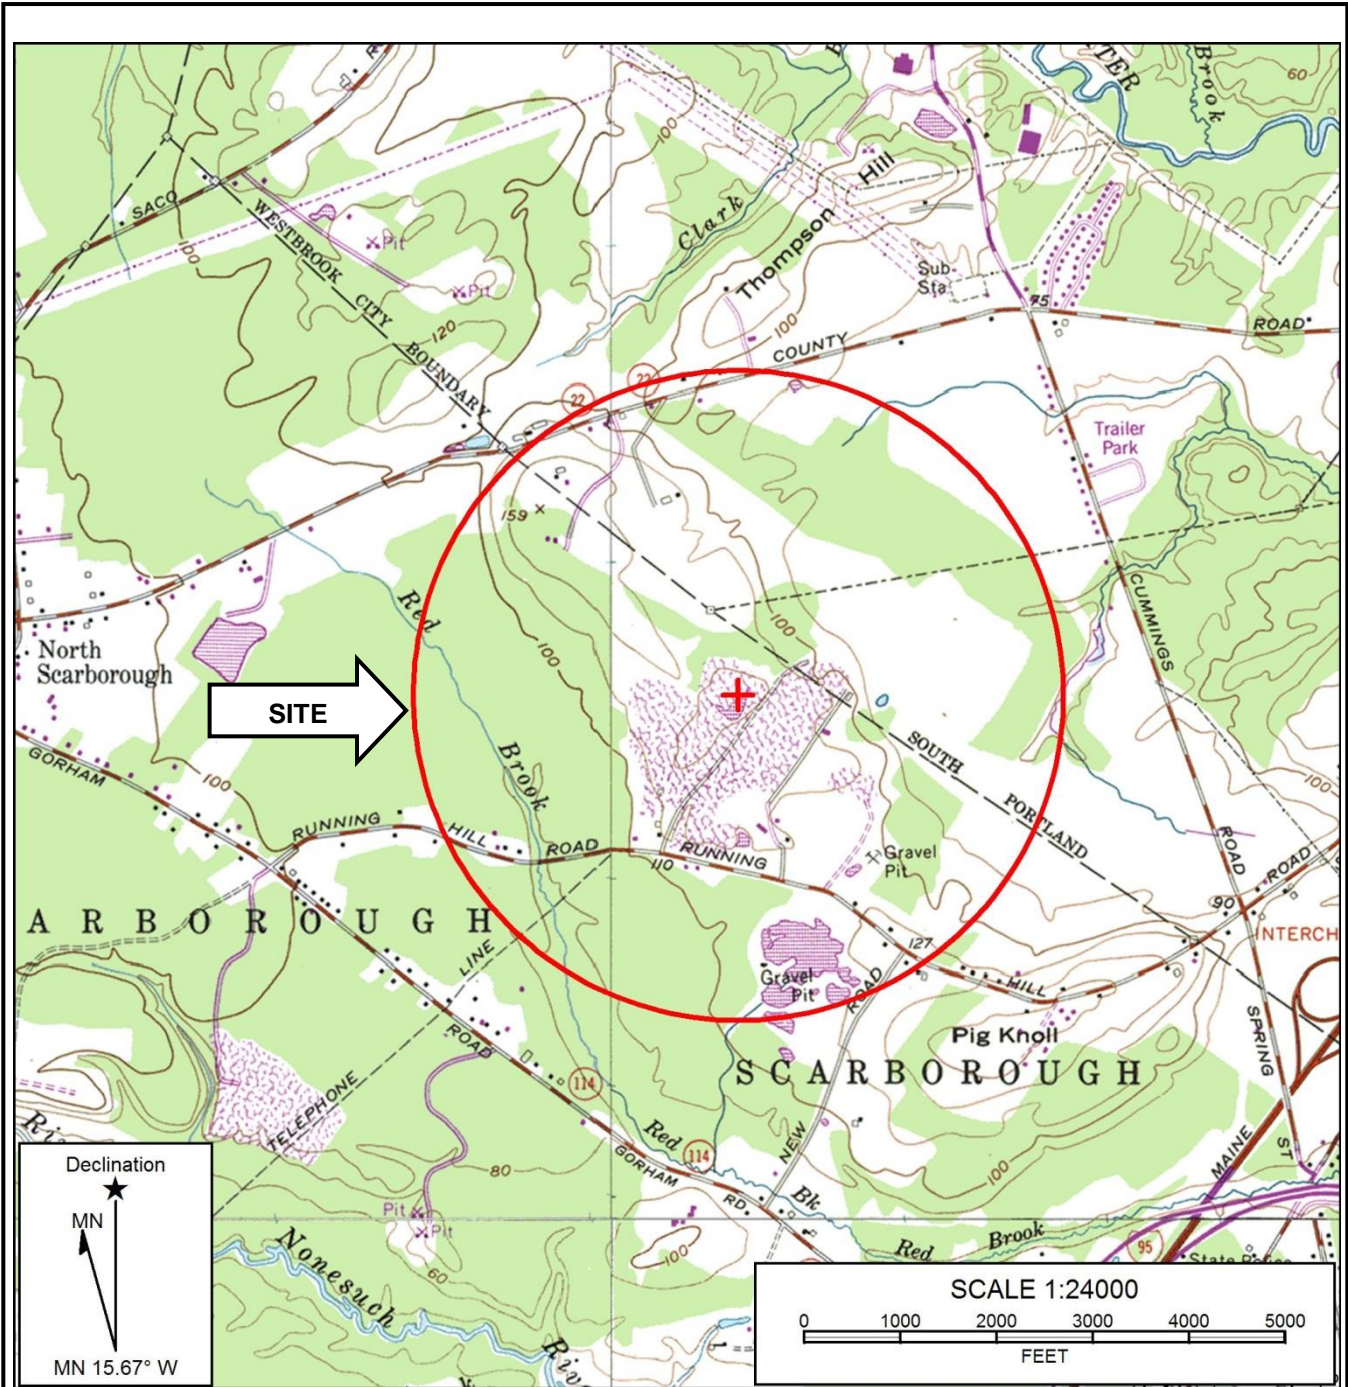 TER
Brook
60
100
Hill
SACO
Clark
Thompson
WESTBROOK CITY
BOUNDARY
100
Pit
Pit
Sub
Sta
75
ROAD
120
100
COUNTY
22
22
Trailer
Park
159
Red
CUMMINGS
100
100
North
Scarborough
SITE
Brook
SOUTH
PORTLAND
GORHAM
100
100
RUNNING
HILL
ROAD
110
RUNNING
Gravel
Pit
ROAD
ROAD
90
INTERCH
ARBOROUGH
LINE
127
Gravel
Pit
ROAD
HILL
SPRING
ROAD
Pig Knoll
SCARBOROUGH
114
TELEPHONE
Red
114
GORHAM
RD.
NEW
Bk
100
MAINE
ST
80
Declination
MN
MN 15.67° W
Pit
Pit
60
Nonesuch
100
Red
Brook
95
SCALE 1:24000
0 1000 2000 3000 4000 5000
FEET